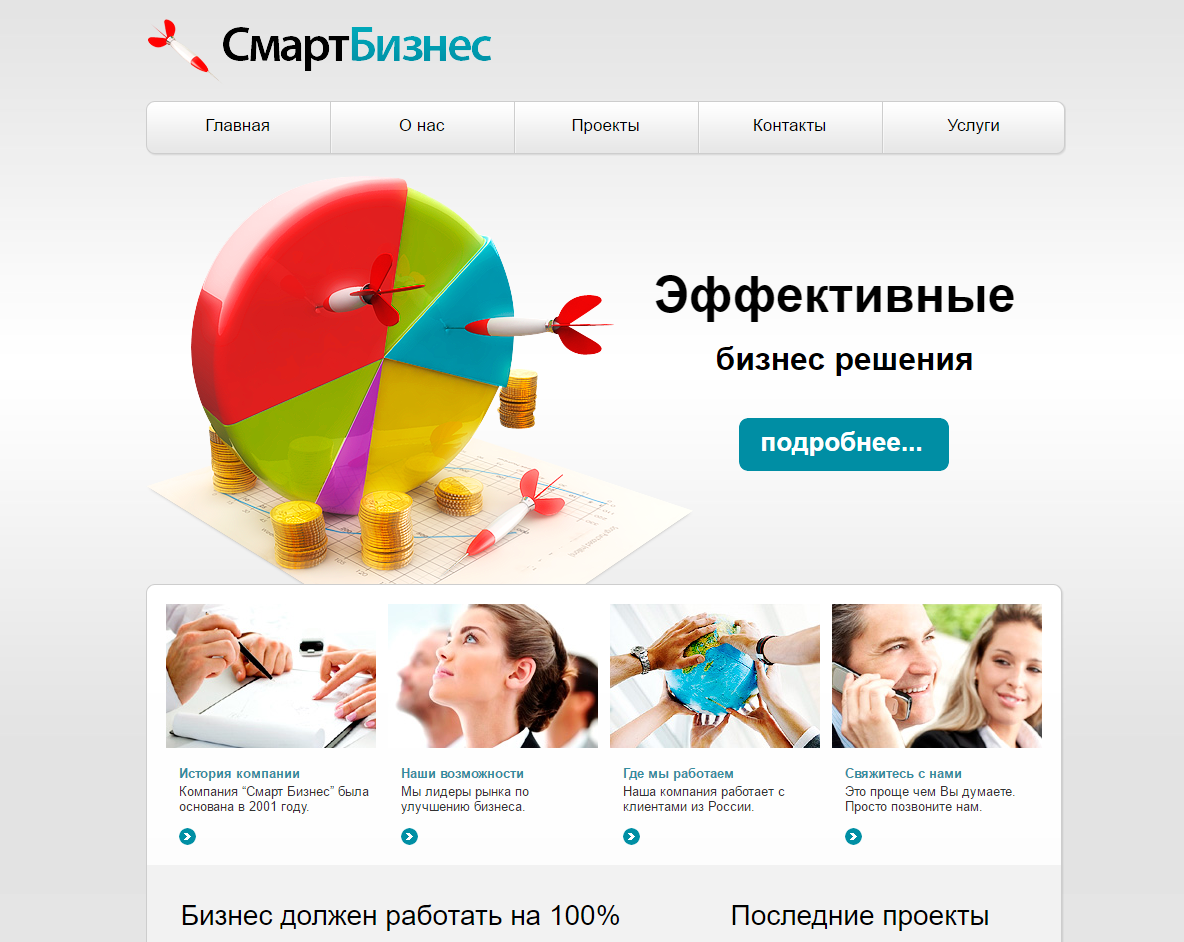 СмартБизнес
Главная
О нас
Проекты
Контакты
Услуги
Эффективные
бизнес решения
подробнее...
История компании
Компания “Смарт Бизнес” была
основана в 2001 году.
Наши возможности
Мы лидеры рынка по
улучшению бизнеса.
Где мы работаем
Наша компания работает с
клиентами из России.
Свяжитесь с нами
Это проще чем Вы думаете.
Просто позвоните нам.
Бизнес должен работать на 100%
Последние проекты